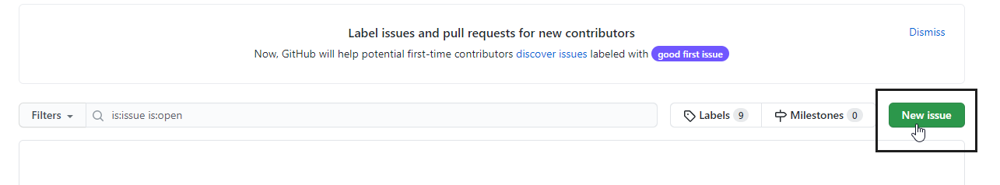 Label issues and pull requests for new contributors
Dismiss
Now, GitHub will help potential first-time contributors discover issues labeled with good first issue
Filters
is:issue is:open
Labels 9
Milestones 0
New issue